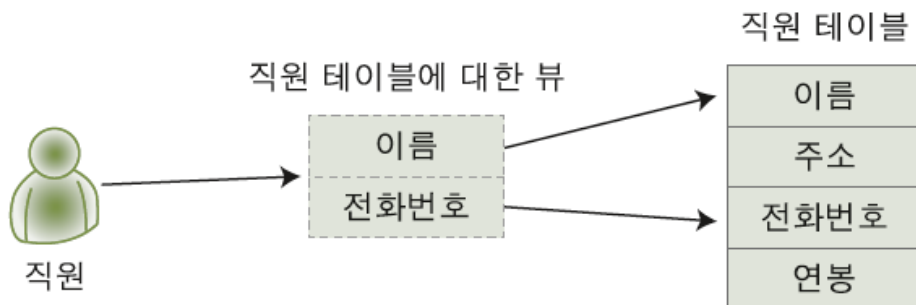 직원
직원 테이블에 대한 뷰
이름
전화번호
직원 테이블
이름
주소
전화번호
연봉